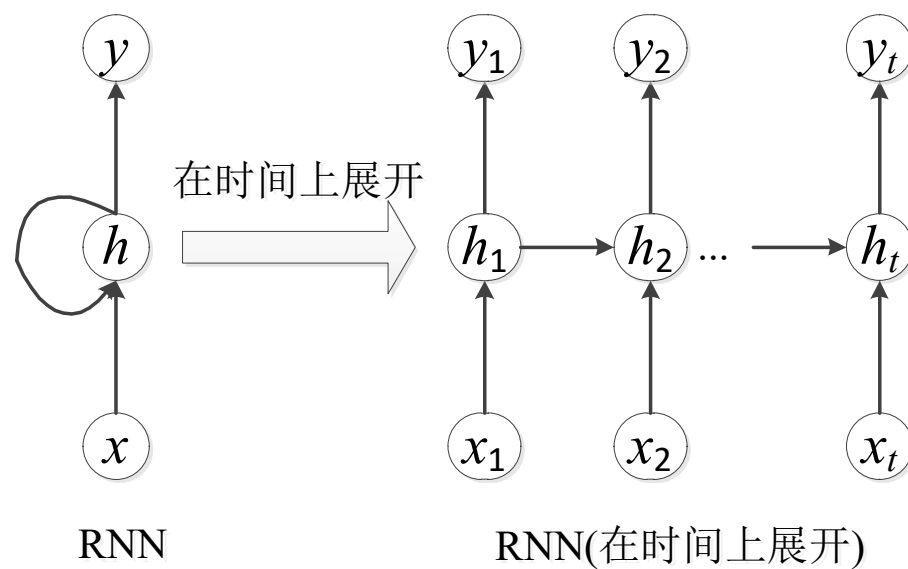 y
y1 y2 yt
在时间上展开
h
h1 h2 ... ht
x
x1 x2 xt
RNN
RNN(在时间上展开)